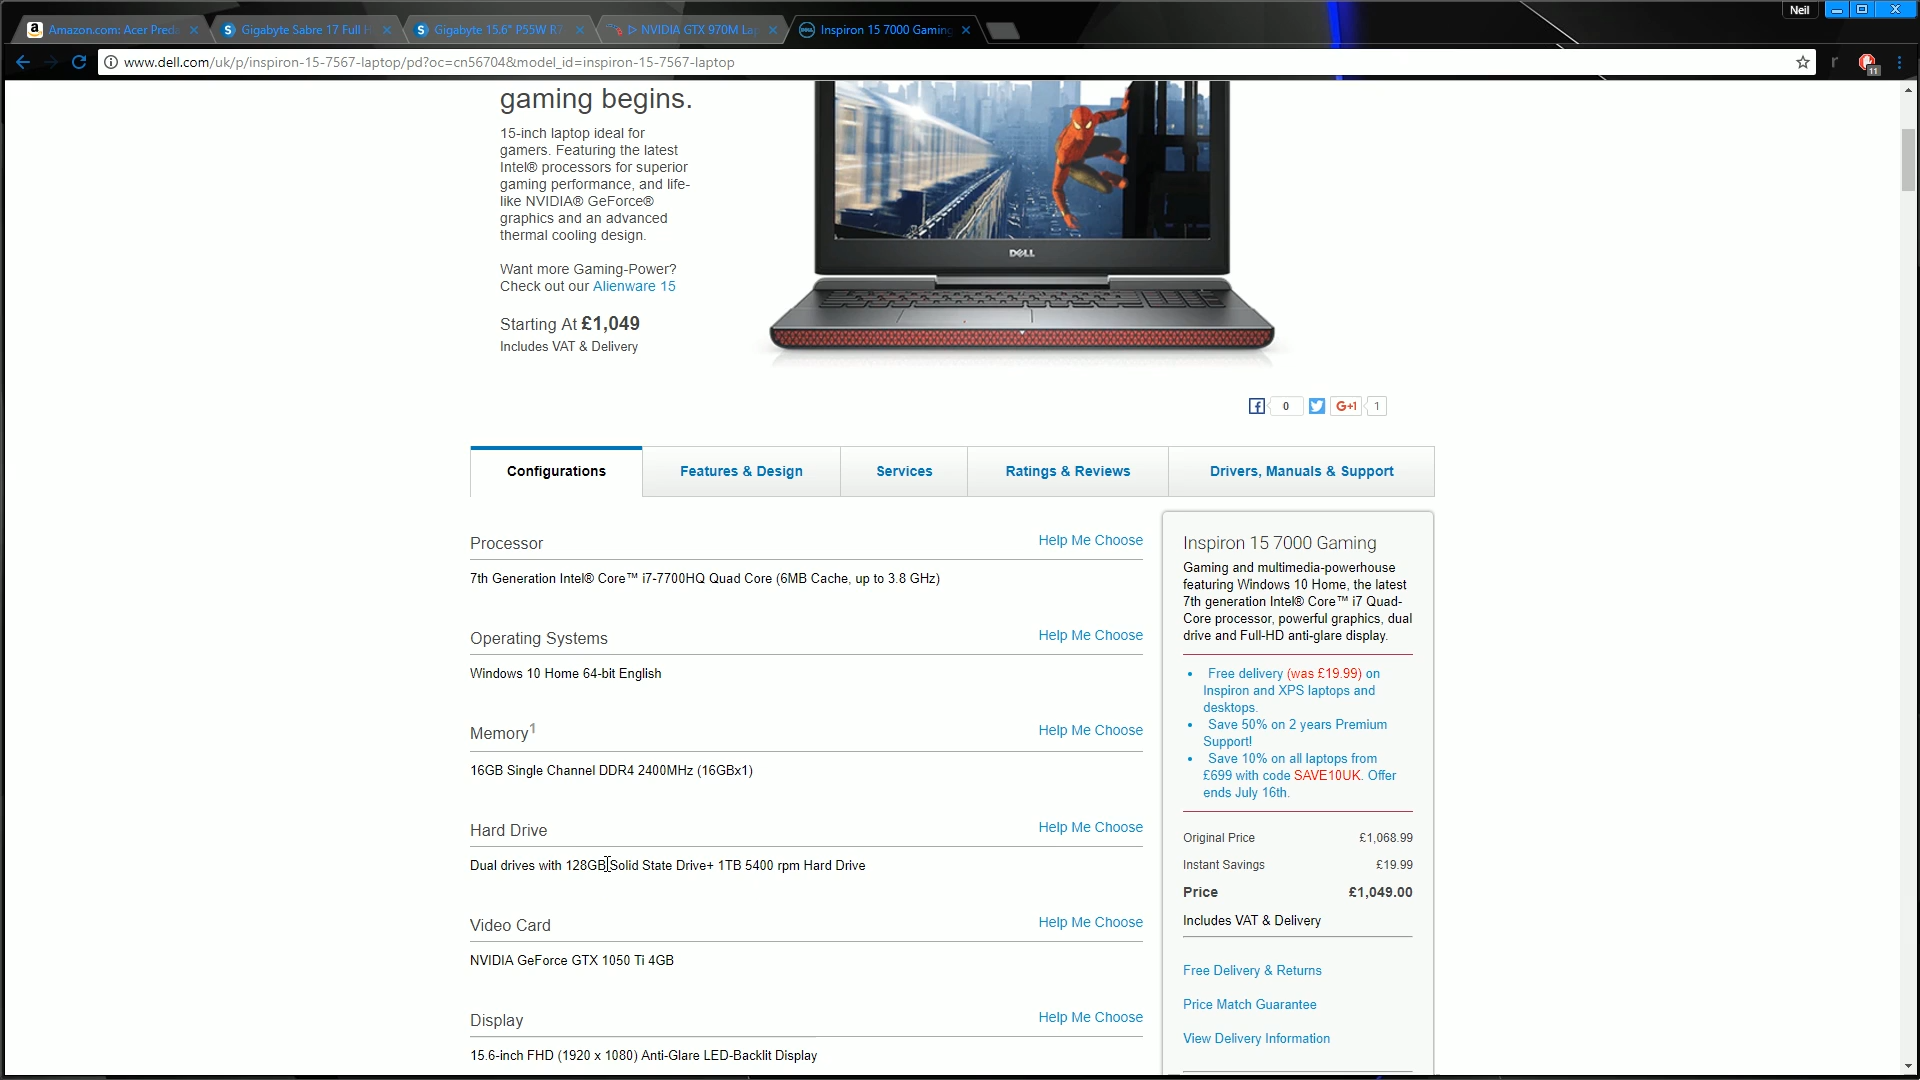 Neil
Amazon.com: Acer Preda
Gigabyte Sabre 17 Full H
Gigabyte 15.6" P55W R7
NVIDIA GTX 970M La
Inspiron 15 7000 Gaming
www.dell.com/uk/p/inspiron-15-7567-laptop/pd?oc=cn56704&model_id=inspiron-15-7567-laptop
r
11
gaming begins.
15-inch laptop ideal for
gamers. Featuring the latest
Intel® processors for superior
gaming performance, and life-
like NVIDIA® GeForce®
graphics and an advanced
thermal cooling design.
Want more Gaming-Power?
Check out our Alienware 15
Starting At £1,049
Includes VAT & Delivery
DELL
0
G+1
1
Configurations
Features & Design
Services
Ratings & Reviews
Drivers, Manuals & Support
Processor
Help Me Choose
7th Generation Intel® Core™ i7-7700HQ Quad Core (6MB Cache, up to 3.8 GHz)
Operating Systems
Help Me Choose
Windows 10 Home 64-bit English
Memory1
Help Me Choose
16GB Single Channel DDR4 2400MHz (16GBx1)
Hard Drive
Help Me Choose
Dual drives with 128GB Solid State Drive+ 1TB 5400 rpm Hard Drive
Video Card
Help Me Choose
NVIDIA GeForce GTX 1050 Ti 4GB
Display
Help Me Choose
15.6-inch FHD (1920 x 1080) Anti-Glare LED-Backlit Display
Inspiron 15 7000 Gaming
Gaming and multimedia-powerhouse
featuring Windows 10 Home, the latest
7th generation Intel® Core™ i7 Quad-
Core processor, powerful graphics, dual
drive and Full-HD anti-glare display.
Free delivery (was £19.99) on
Inspiron and XPS laptops and
desktops.
Save 50% on 2 years Premium
Support!
Save 10% on all laptops from
£699 with code SAVE10UK. Offer
ends July 16th.
Original Price £1,068.99
Instant Savings £19.99
Price £1,049.00
Includes VAT & Delivery
Free Delivery & Returns
Price Match Guarantee
View Delivery Information